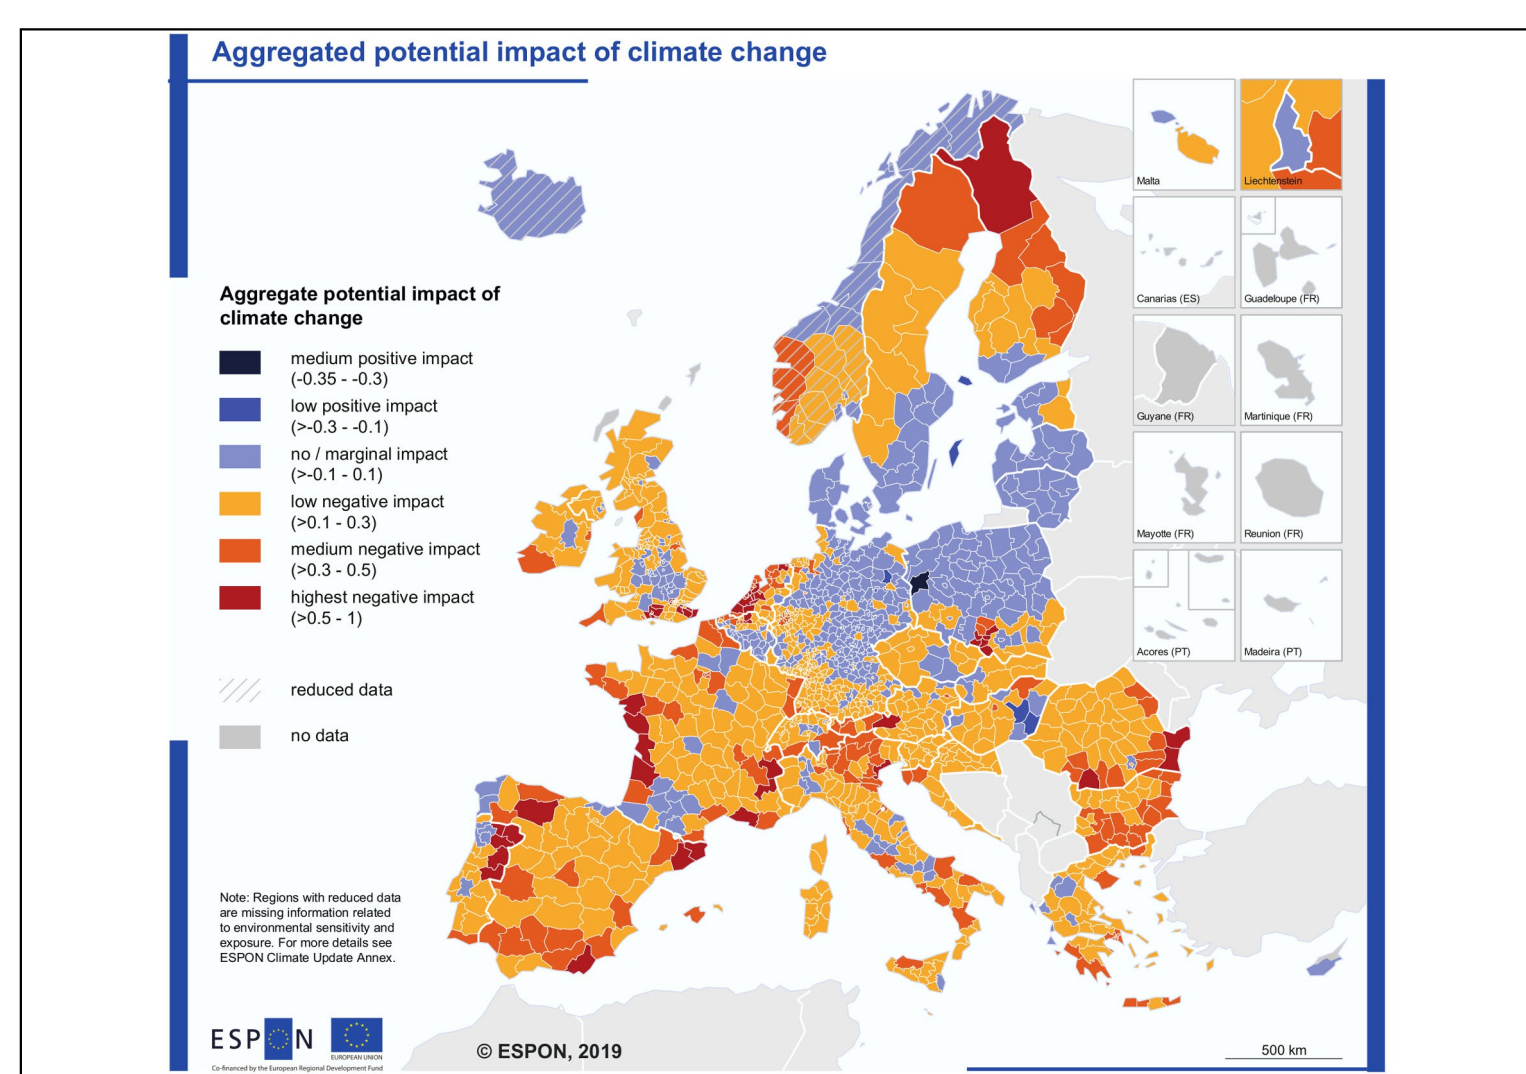 Aggregated potential impact of climate change
Malta
Liechtenstein
Canarias (ES)
Guadeloupe (FR)
Guyane (FR)
Martinique (FR)
Mayotte (FR)
Reunion (FR)
Acores (PT)
Madeira (PT)
Aggregate potential impact of
climate change
medium positive impact
(-0.35 - -0.3)
low positive impact
(>-0.3 - -0.1)
no / marginal impact
(>-0.1 - 0.1)
low negative impact
(>0.1 - 0.3)
medium negative impact
(>0.3 - 0.5)
highest negative impact
(>0.5 - 1)
reduced data
no data
Note: Regions with reduced data
are missing information related
to environmental sensitivity and
exposure. For more details see
ESPON Climate Update Annex.
ESPON
EUROPEAN UNION
Co-financed by the European Regional Development Fund
© ESPON, 2019
500 km